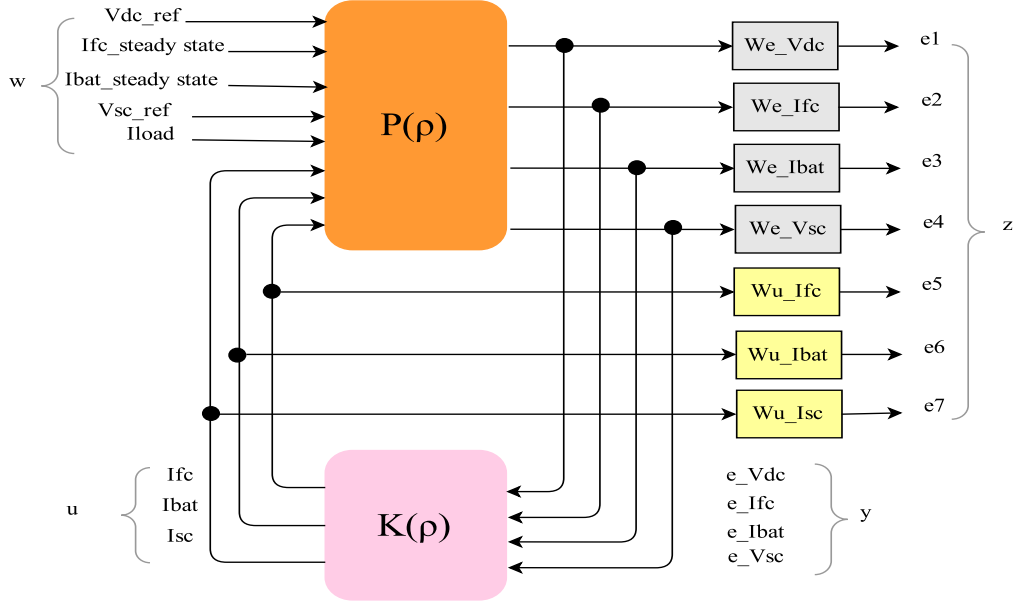 Vdc_ref
Ifc_steady state
Ibat_steady state
Vsc_ref
Iload
w
P(ρ)
We_Vdc
e1
We_Ifc
e2
We_Ibat
e3
We_Vsc
e4
z
Wu_Ifc
e5
Wu_Ibat
e6
Wu_Isc
e7
Ifc
Ibat
Isc
u
K(ρ)
e_Vdc
e_Ifc
e_Ibat
e_Vsc
y